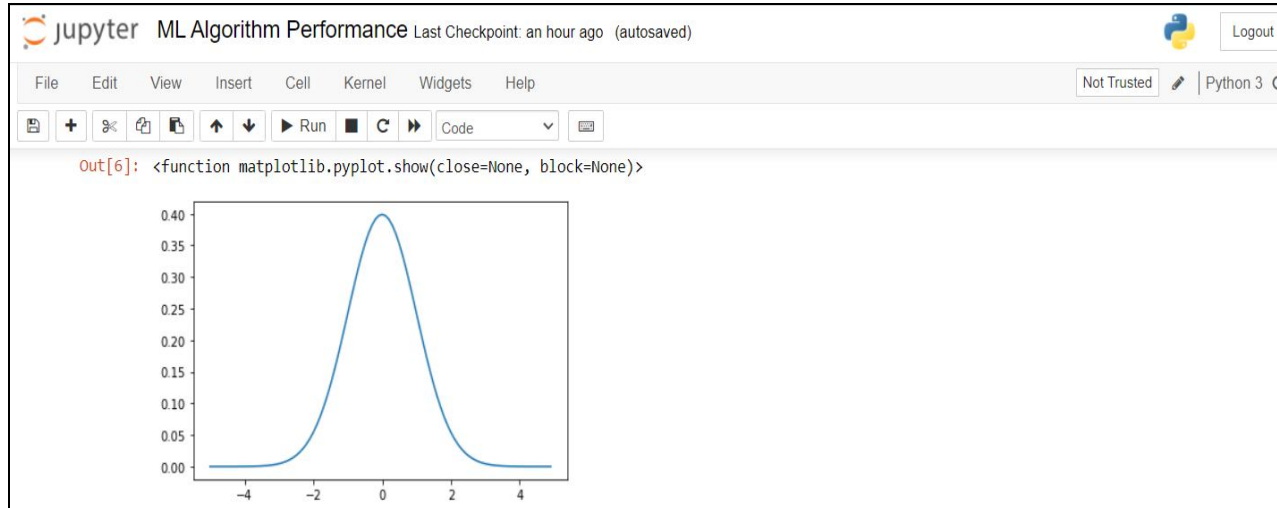 jupyter ML Algorithm Performance Last Checkpoint: an hour ago (autosaved) Logout
File Edit View Insert Cell Kernel Widgets Help Not Trusted Python 3
Run Code
Out[6]: <function matplotlib.pyplot.show(close=None, block=None)>
0.40
0.35
0.30
0.25
0.20
0.15
0.10
0.05
0.00
−4 −2 0 2 4